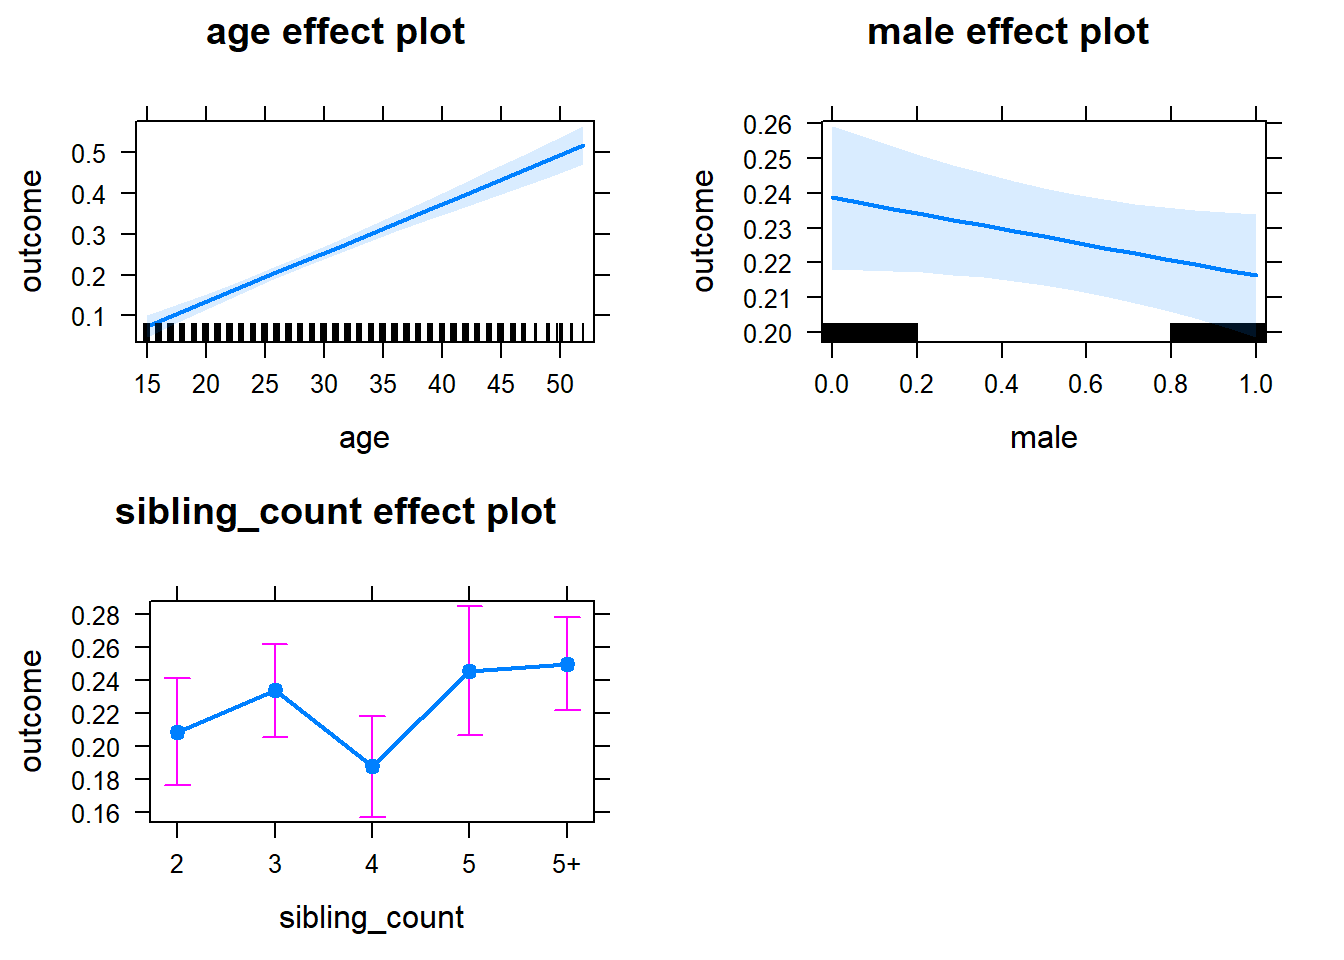 age effect plot
outcome
0.5
0.4
0.3
0.2
0.1
15 20 25 30 35 40 45 50
age
male effect plot
outcome
0.26
0.25
0.24
0.23
0.22
0.21
0.20
0.0 0.2 0.4 0.6 0.8 1.0
male
sibling_count effect plot
outcome
0.28
0.26
0.24
0.22
0.20
0.18
0.16
2 3 4 5 5+
sibling_count